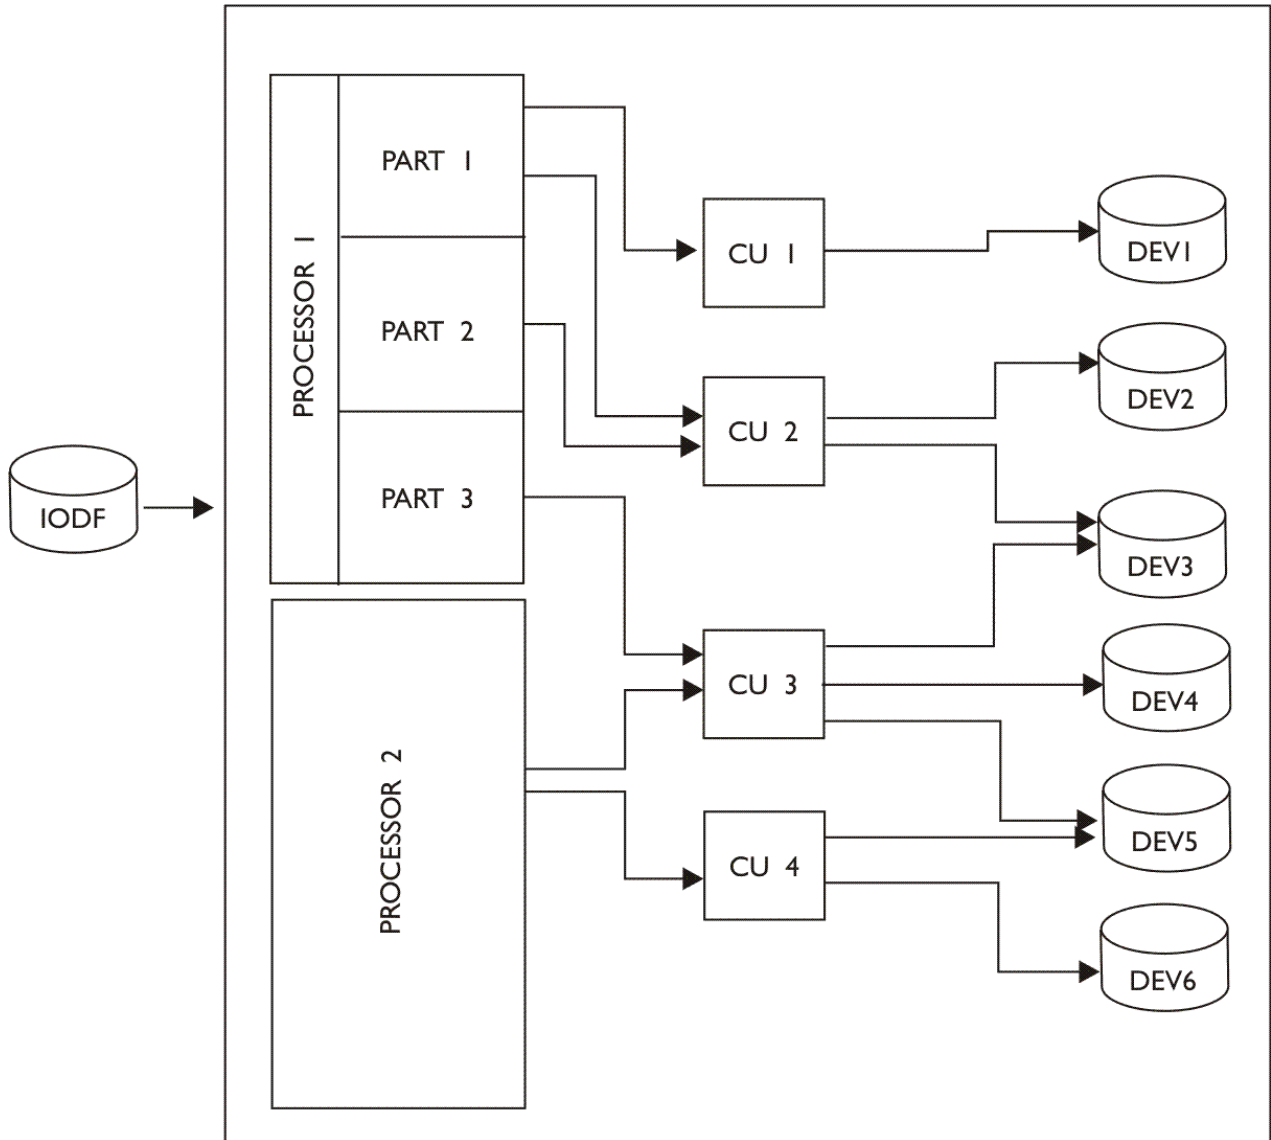 IODF
PROCESSOR 1
PART 1
PART 2
PART 3
PROCESSOR 2
CU 1
CU 2
CU 3
CU 4
DEV1
DEV2
DEV3
DEV4
DEV5
DEV6